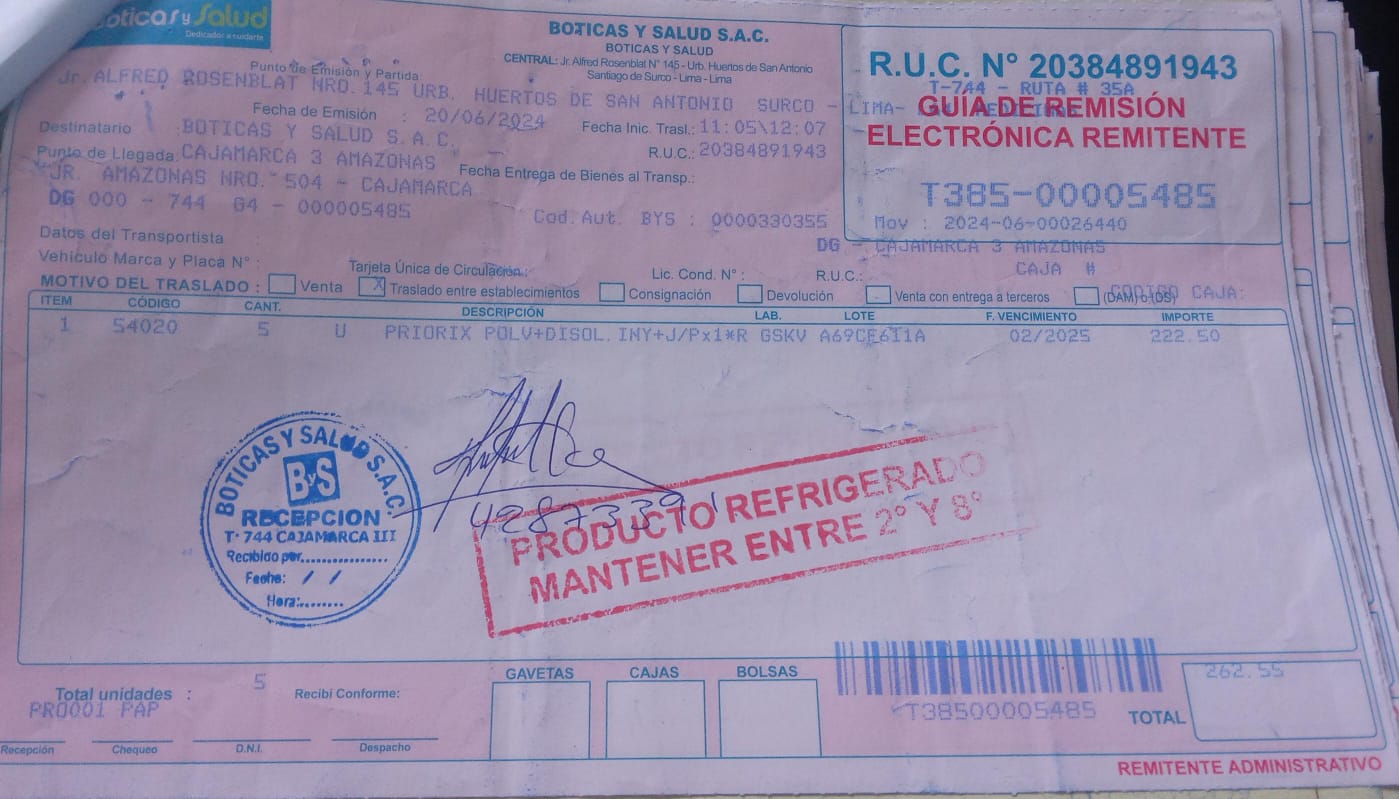 Boticas y Salud
Dedicados a cuidarte
BOTICAS Y SALUD S.A.C.
BOTICAS Y SALUD
CENTRAL: Jr. Alfred Rosenblat N° 145 - Urb. Huertos de San Antonio
Santiago de Surco - Lima - Lima
R.U.C. N° 20384891943
T-744 - RUTA # 35A
GUÍA DE REMISIÓN
ELECTRÓNICA REMITENTE
T385-00005485
Mov : 2024-06-00026440
Punto de Emisión y Partida
Jr. ALFRED ROSENBLAT NRO. 145 URB. HUERTOS DE SAN ANTONIO SURCO - LIMA-
Fecha de Emisión : 20/06/2024 Fecha Inic. Trasl.: 11:05\12:07
Destinatario :BOTICAS Y SALUD S.A.C. R.U.C.: 20384891943
Punto de Llegada: CAJAMARCA 3 AMAZONAS Fecha Entrega de Bienes al Transp.:
JR. AMAZONAS NRO. 504 - CAJAMARCA
DG 000 - 744 G4 - 000005485 Cod.Aut. BYS : 0000330355
DG - CAJAMARCA 3 AMAZONAS
Datos del Transportista :
CAJA #
Vehículo Marca y Placa N° : Tarjeta Única de Circulación: Lic. Cond. N° : R.U.C.:
MOTIVO DEL TRASLADO : Venta X Traslado entre establecimientos Consignación Devolución Venta con entrega a terceros (DAM) o (DS) CODIGO CAJA:
ITEM CÓDIGO CANT. DESCRIPCIÓN LAB. LOTE F. VENCIMIENTO IMPORTE
1 54020 5 U PRIORIX POLV+DISOL.INY+J/Px1*R GSKV A69CE611A 02/2025 222.50
BOTICAS Y SALUD S.A.C.
ByS
RECEPCION
T-744 CAJAMARCA III
Recibido por:................
Fecha: / /
Hora:........
PRODUCTO REFRIGERADO
MANTENER ENTRE 2° Y 8°
GAVETAS CAJAS BOLSAS
Total unidades : 5 Recibí Conforme:
PR0001 PAP
T38500005485
TOTAL 262.55
Recepción Chequeo D.N.I. Despacho
REMITENTE ADMINISTRATIVO